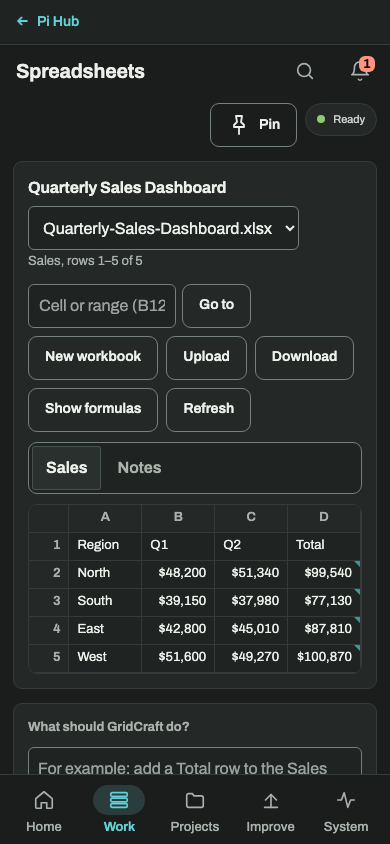 ← Pi Hub
Spreadsheets
1
Pin
Ready
Quarterly Sales Dashboard
Quarterly-Sales-Dashboard.xlsx
Sales, rows 1–5 of 5
Cell or range (B12
Go to
New workbook Upload Download
Show formulas Refresh
Sales Notes
A B C D
1 Region Q1 Q2 Total
2 North $48,200 $51,340 $99,540
3 South $39,150 $37,980 $77,130
4 East $42,800 $45,010 $87,810
5 West $51,600 $49,270 $100,870
What should GridCraft do?
For example: add a Total row to the Sales
Home Work Projects Improve System